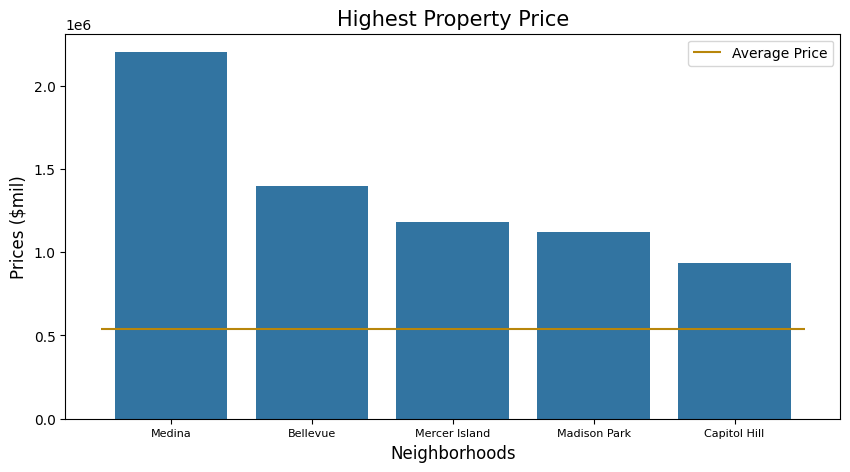 Highest Property Price
1e6
Average Price
2.0
1.5
1.0
0.5
0.0
Prices ($mil)
Medina Bellevue Mercer Island Madison Park Capitol Hill
Neighborhoods